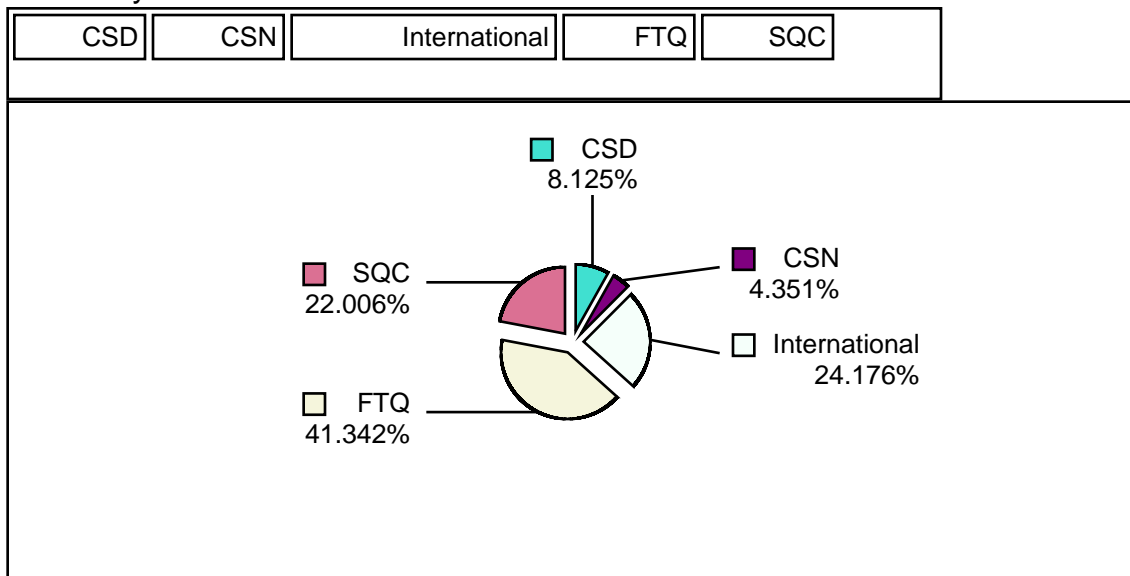 CSD CSN International FTQ SQC
CSD
8.125%
SQC
22.006%
CSN
4.351%
International
24.176%
FTQ
41.342%